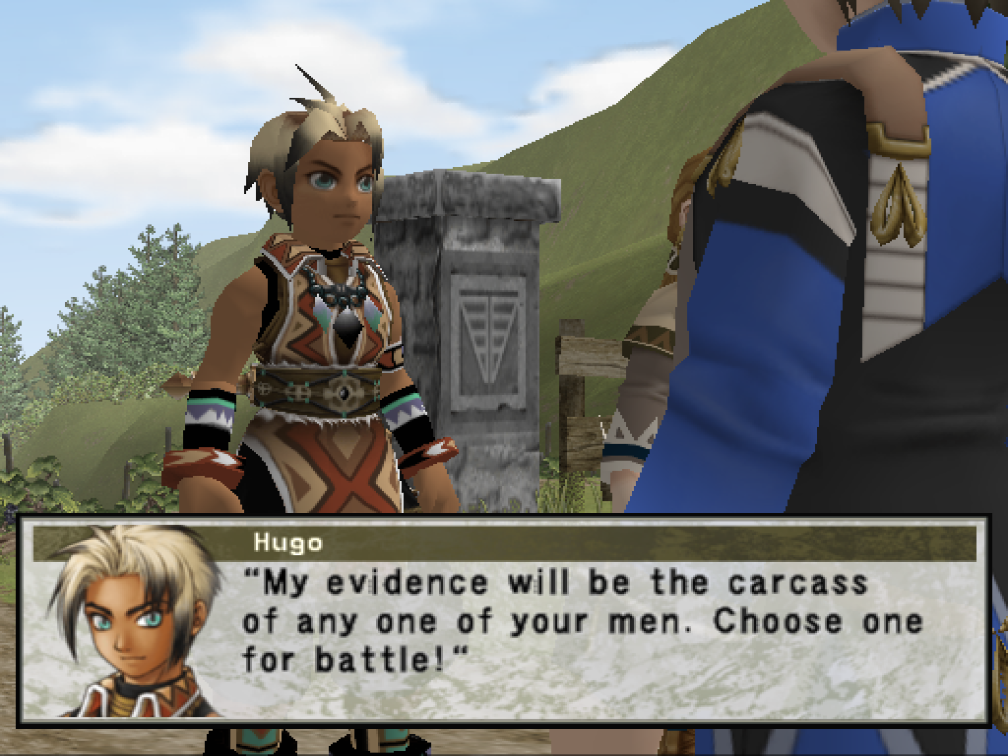 Hugo
“My evidence will be the carcass
of any one of your men. Choose one
for battle!“